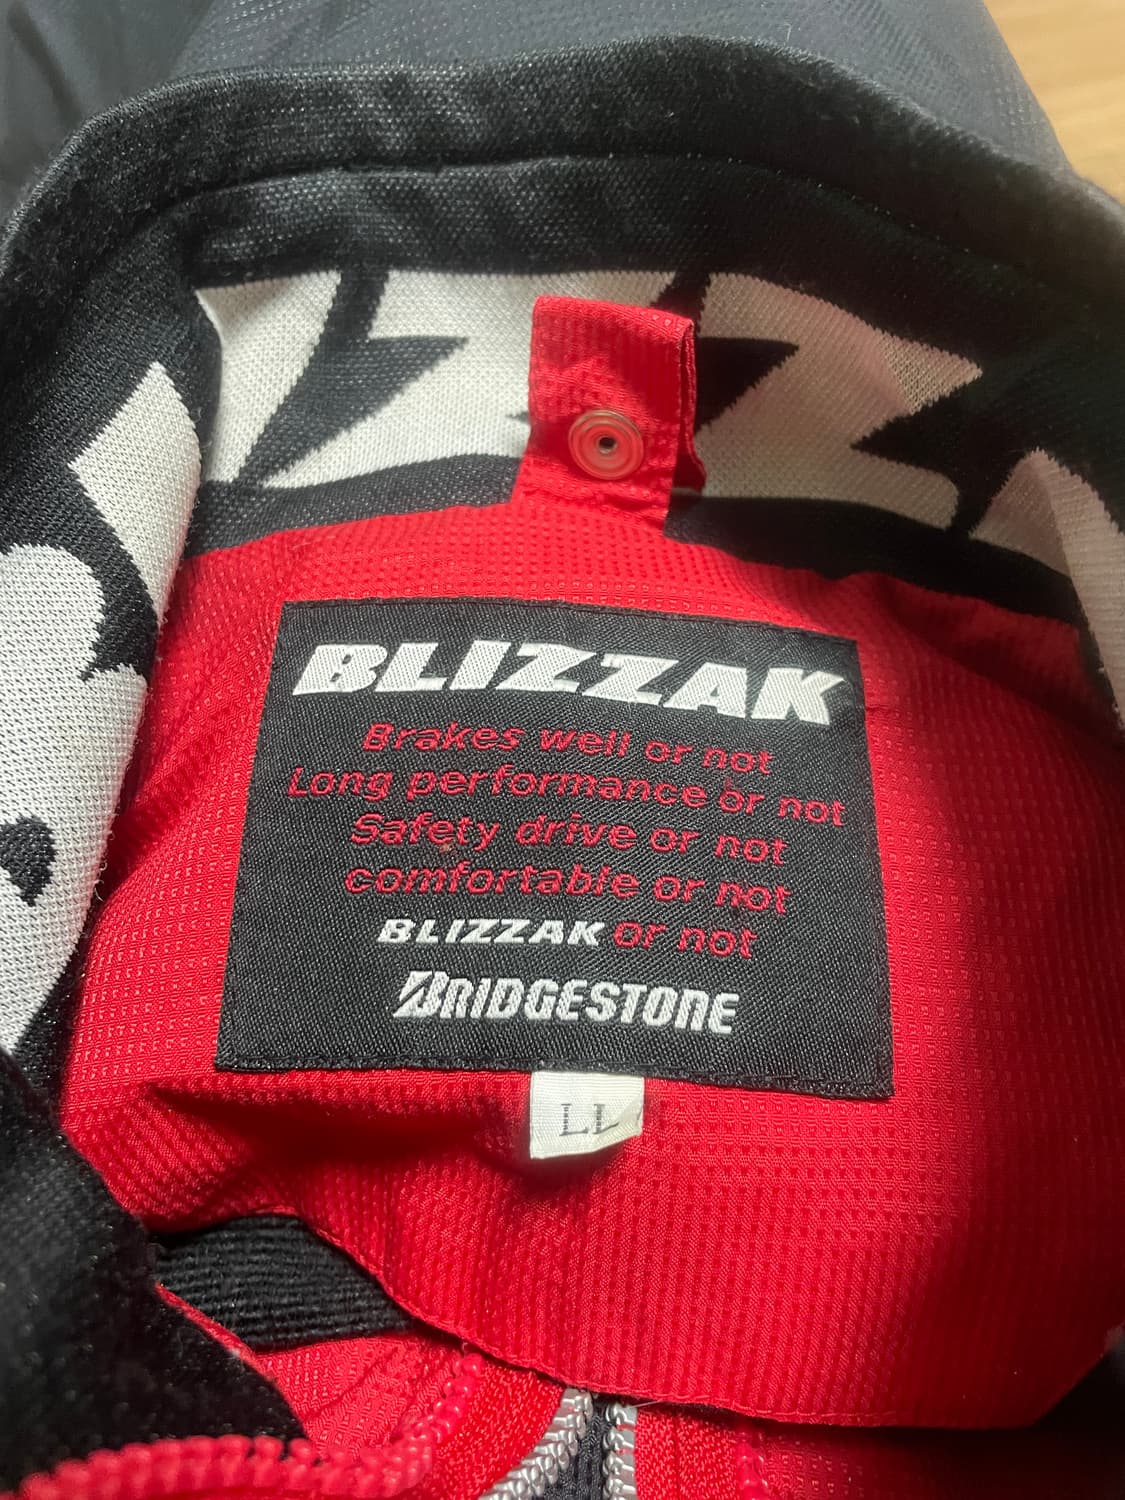 BLIZZAK
Brakes well or not
Long performance or not
Safety drive or not
comfortable or not
BLIZZAK or not
BRIDGESTONE
LL